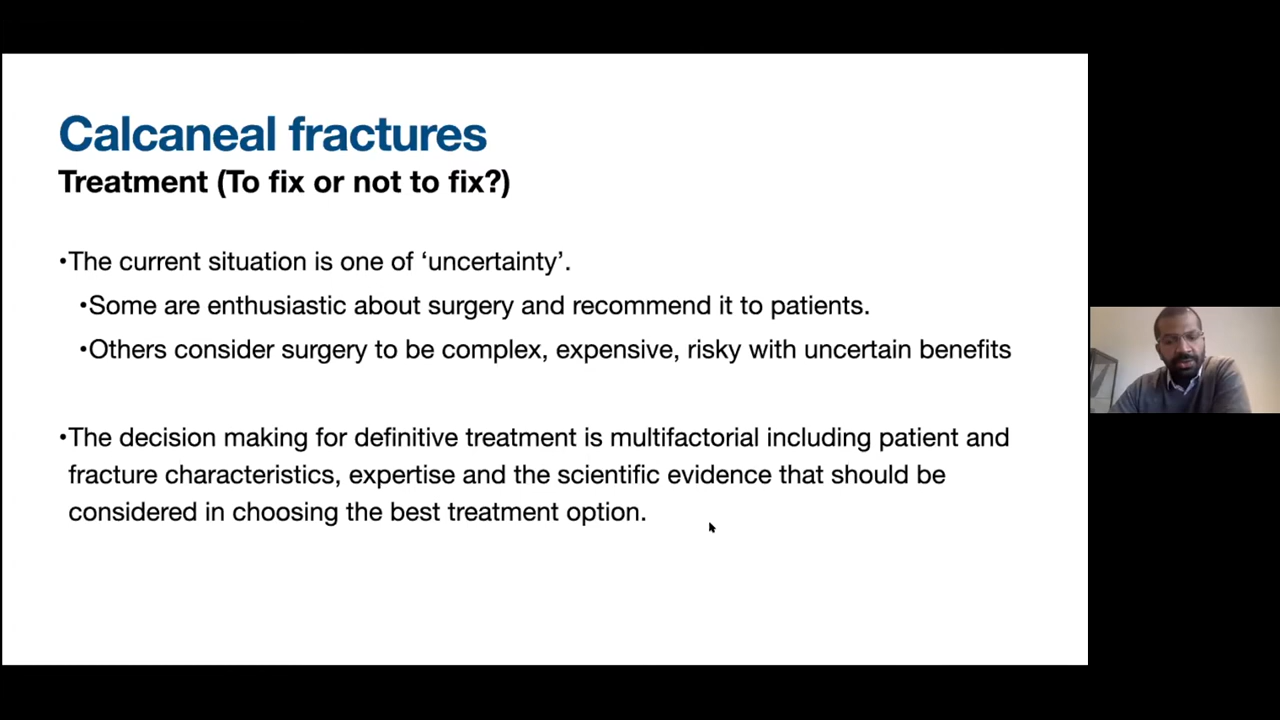 Calcaneal fractures
Treatment (To fix or not to fix?)
•The current situation is one of ‘uncertainty’.
•Some are enthusiastic about surgery and recommend it to patients.
•Others consider surgery to be complex, expensive, risky with uncertain benefits
•The decision making for definitive treatment is multifactorial including patient and
fracture characteristics, expertise and the scientific evidence that should be
considered in choosing the best treatment option.